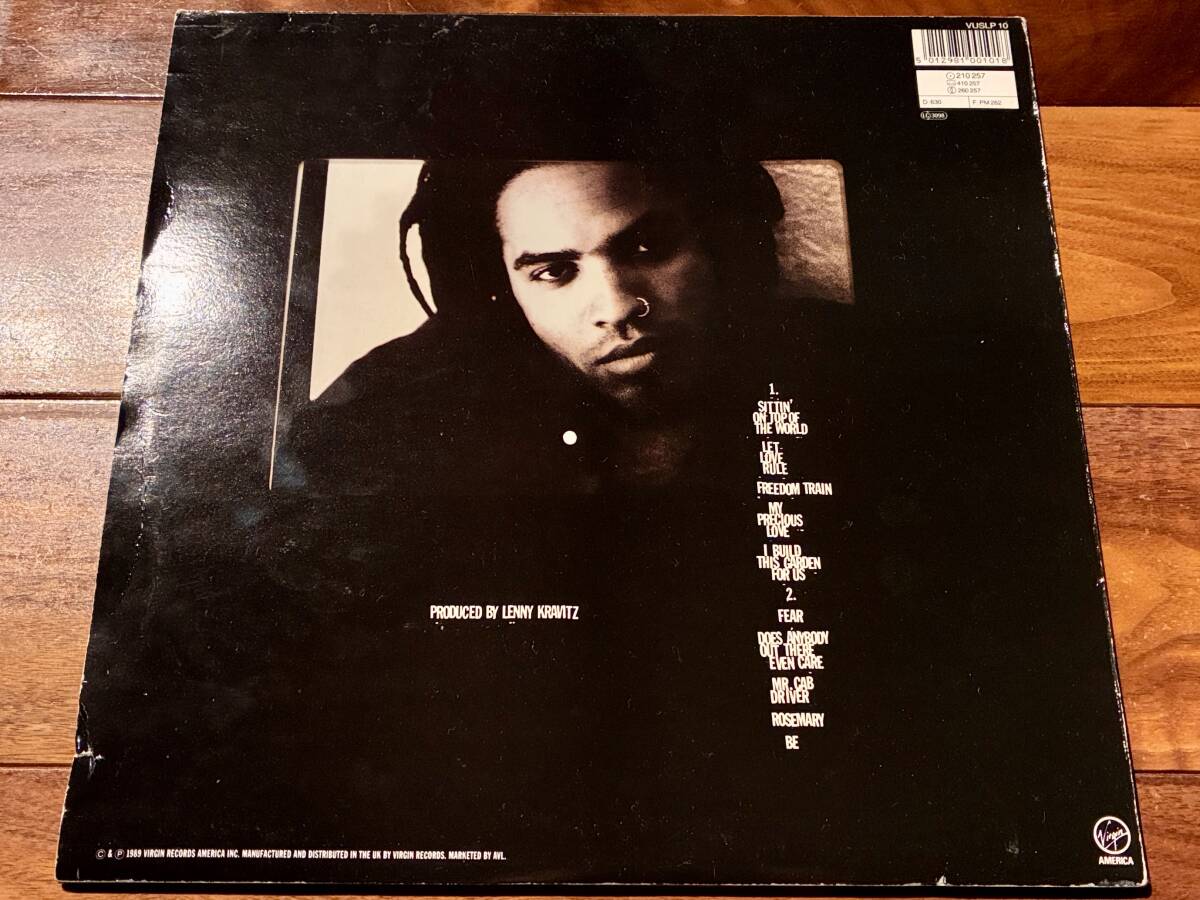 VUSLP 10
5 012981 001018
210 257
410 257
260 257
D: 630
F: PM 262
LC 3098
1.
SITTIN'
ON TOP OF
THE WORLD
LET
LOVE
RULE
FREEDOM TRAIN
MY
PRECIOUS
LOVE
I BUILD
THIS GARDEN
FOR US
2.
FEAR
DOES ANYBODY
OUT THERE
EVEN CARE
MR. CAB
DRIVER
ROSEMARY
BE
PRODUCED BY LENNY KRAVITZ
© & ℗ 1989 VIRGIN RECORDS AMERICA INC. MANUFACTURED AND DISTRIBUTED IN THE UK BY VIRGIN RECORDS. MARKETED BY AVL.
Virgin
AMERICA